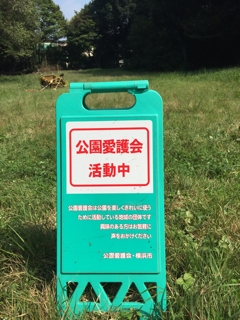 公園愛護会
活動中
公園愛護会は公園を楽しくきれいに使う
ために活動している地域の団体です
興味のある方はお気軽に
声をおかけください
公園愛護会・横浜市